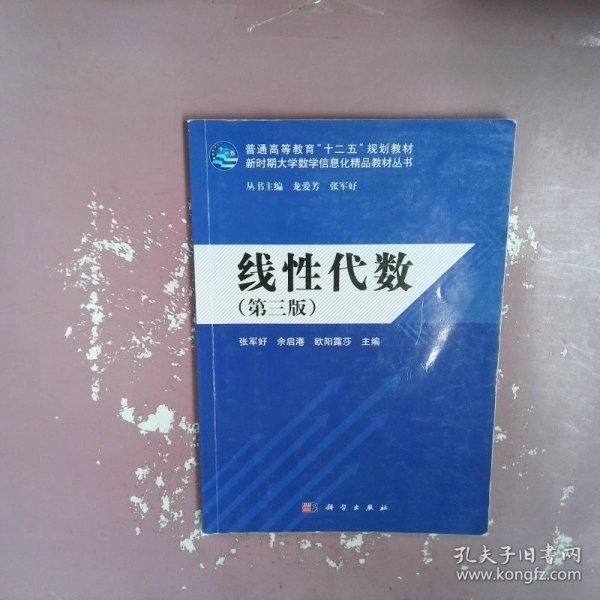 普通高等教育“十二五”规划教材
新时期大学数学信息化精品教材丛书
丛书主编 龙爱芳 张军好
线性代数
(第三版)
张军好 余启港 欧阳露莎 主编
科学出版社
孔夫子旧书网
www.kongfz.com